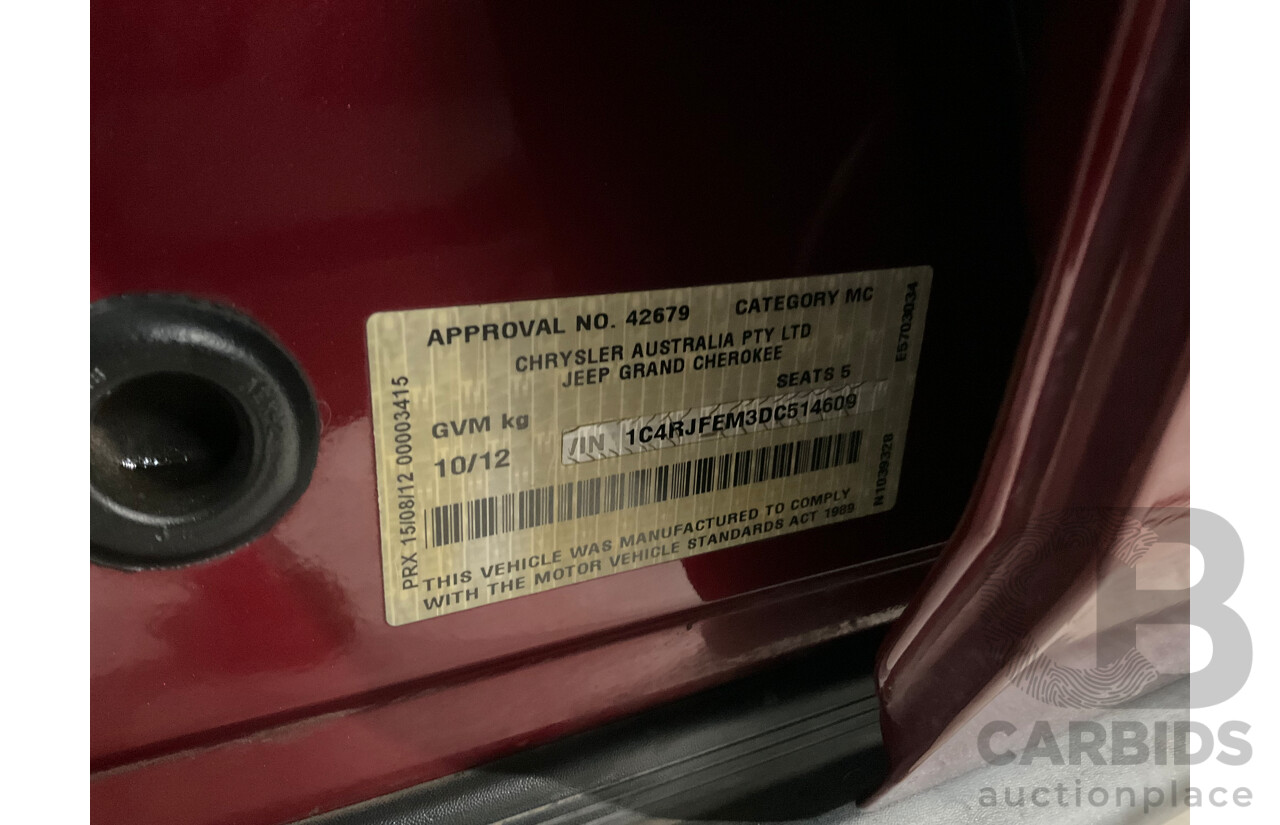 APPROVAL NO. 42679 CATEGORY MC
CHRYSLER AUSTRALIA PTY LTD
JEEP GRAND CHEROKEE
SEATS 5
GVM kg
VIN 1C4RJFEM3DC514609
10/12
THIS VEHICLE WAS MANUFACTURED TO COMPLY
WITH THE MOTOR VEHICLE STANDARDS ACT 1989
PRX 15/08/12 00003415
E5703034
N103932B
CB
CARBIDS
auctionplace